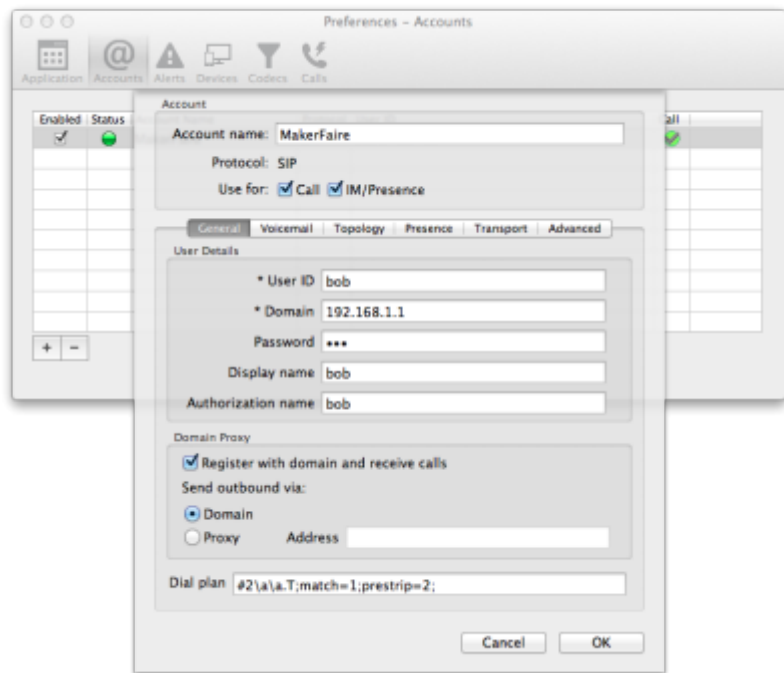 Preferences – Accounts
Application Accounts Alerts Devices Codecs Calls
Enabled Status
Account
Account name: MakerFaire
Protocol: SIP
Use for: Call IM/Presence
General Voicemail Topology Presence Transport Advanced
User Details
* User ID bob
* Domain 192.168.1.1
Password •••
Display name bob
Authorization name bob
+ −
Domain Proxy
Register with domain and receive calls
Send outbound via:
Domain
Proxy Address
Dial plan #2\a\a.T;match=1;prestrip=2;
Cancel OK